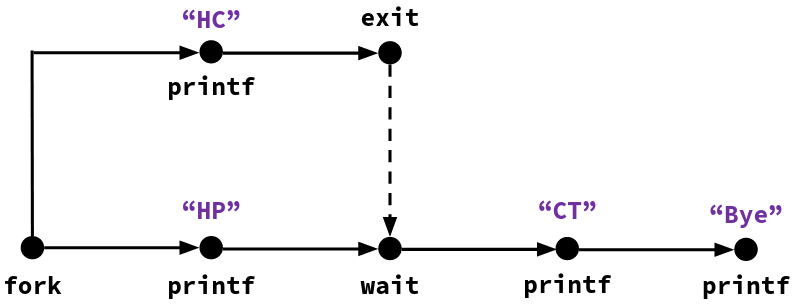 “HC” exit
printf
“HP” “CT” “Bye”
fork printf wait printf printf